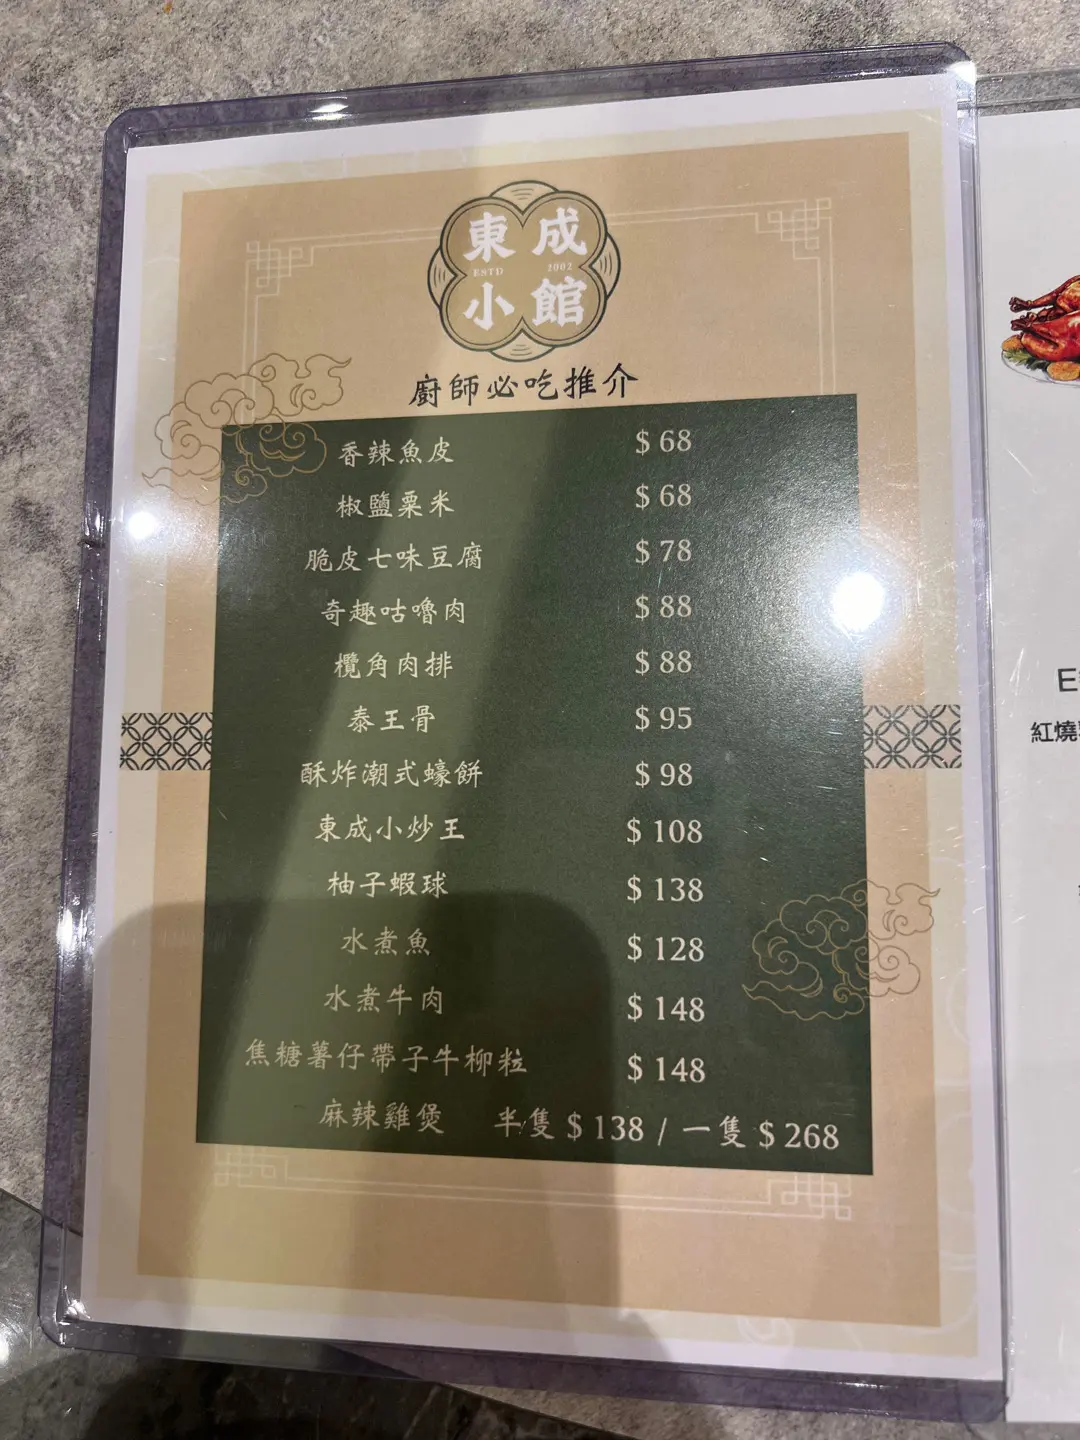 東成
ESTD 2002
小館
廚師必吃推介
香辣魚皮 $ 68
椒鹽粟米 $ 68
脆皮七味豆腐 $ 78
奇趣咕嚕肉 $ 88
欖角肉排 $ 88
泰王骨 $ 95
酥炸潮式蠔餅 $ 98
東成小炒王 $ 108
柚子蝦球 $ 138
水煮魚 $ 128
水煮牛肉 $ 148
焦糖薯仔帶子牛柳粒 $ 148
麻辣雞煲 半隻 $ 138 / 一隻 $ 268
E
紅燒